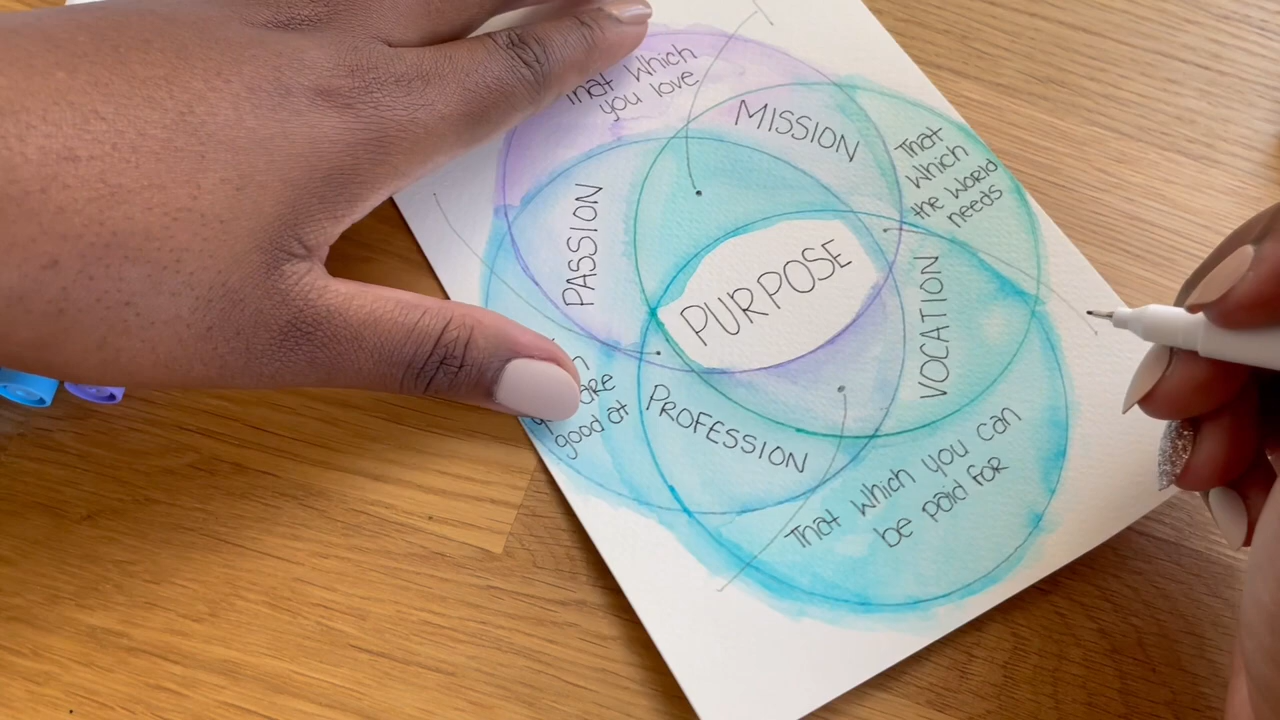 That Which
you love
MISSION
That
Which
the World
needs
PASSION
PURPOSE
VOCATION
are
good at
PROFESSION
That Which you can
be paid for